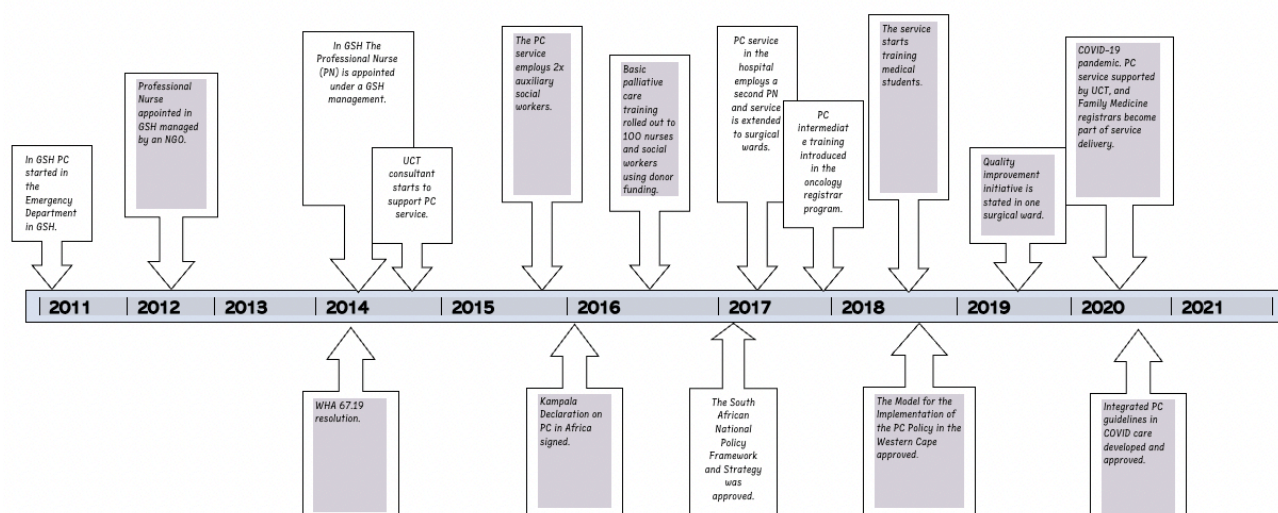 In GSH PC
started in
the
Emergency
Department
in GSH.
Professional
Nurse
appointed in
GSH managed
by an NGO.
In GSH The
Professional Nurse
(PN) is appointed
under a GSH
management.
UCT
consultant
starts to
support PC
service.
The PC
service
employs 2x
auxiliary
social
workers.
Basic
palliative
care
training
rolled out to
100 nurses
and social
workers
using donor
funding.
PC service
in the
hospital
employs a
second PN
and service
is extended
to surgical
wards.
PC
intermediat
e training
introduced
in the
oncology
registrar
program.
The service
starts
training
medical
students.
Quality
improvement
initiative is
stated in one
surgical ward.
COVID-19
pandemic. PC
service supported
by UCT, and
Family Medicine
registrars become
part of service
delivery.
2011 2012 2013 2014 2015 2016 2017 2018 2019 2020 2021
WHA 67.19
resolution.
Kampala
Declaration on
PC in Africa
signed.
The South
African
National
Policy
Framework
and Strategy
was
approved.
The Model for the
Implementation of
the PC Policy in the
Western Cape
approved.
Integrated PC
guidelines in
COVID care
developed and
approved.